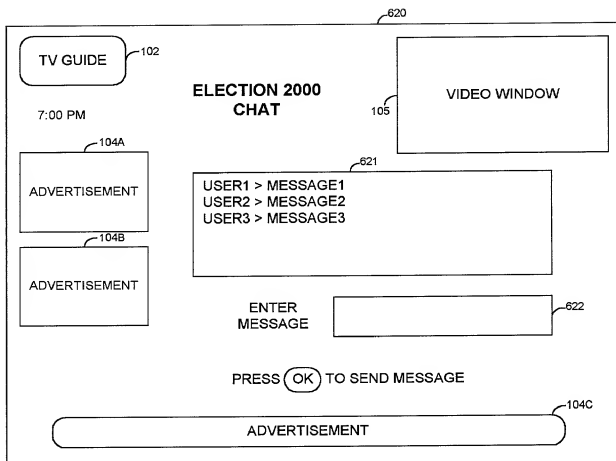 620
TV GUIDE
102
ELECTION 2000
CHAT
105
VIDEO WINDOW
7:00 PM
104A
ADVERTISEMENT
621
USER1 > MESSAGE1
USER2 > MESSAGE2
USER3 > MESSAGE3
104B
ADVERTISEMENT
ENTER
MESSAGE
622
PRESS OK TO SEND MESSAGE
104C
ADVERTISEMENT